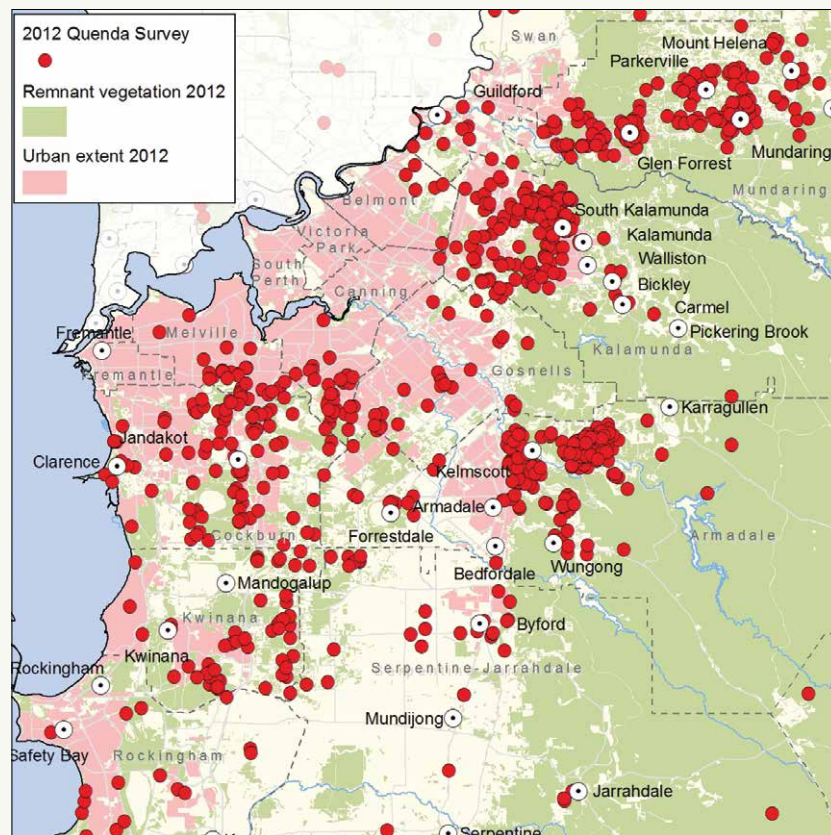 2012 Quenda Survey
Remnant vegetation 2012
Urban extent 2012
Swan
Mount Helena
Parkerville
Guildford
Glen Forrest
Mundaring
Mundaring
Belmont
South Kalamunda
Victoria
Park
Kalamunda
South
Perth
Walliston
Canning
Bickley
Carmel
Fremantle
Melville
Pickering Brook
Kalamunda
Fremantle
Gosnells
Karragullen
Jandakot
Clarence
Kelmscott
Armadale
Forrestdale
Cockburn
Armadale
Bedfordale
Wungong
Mandogalup
Kwinana
Byford
Kwinana
Rockingham
Serpentine-Jarrahdale
Mundijong
Safety Bay
Rockingham
Jarrahdale
Serpentine